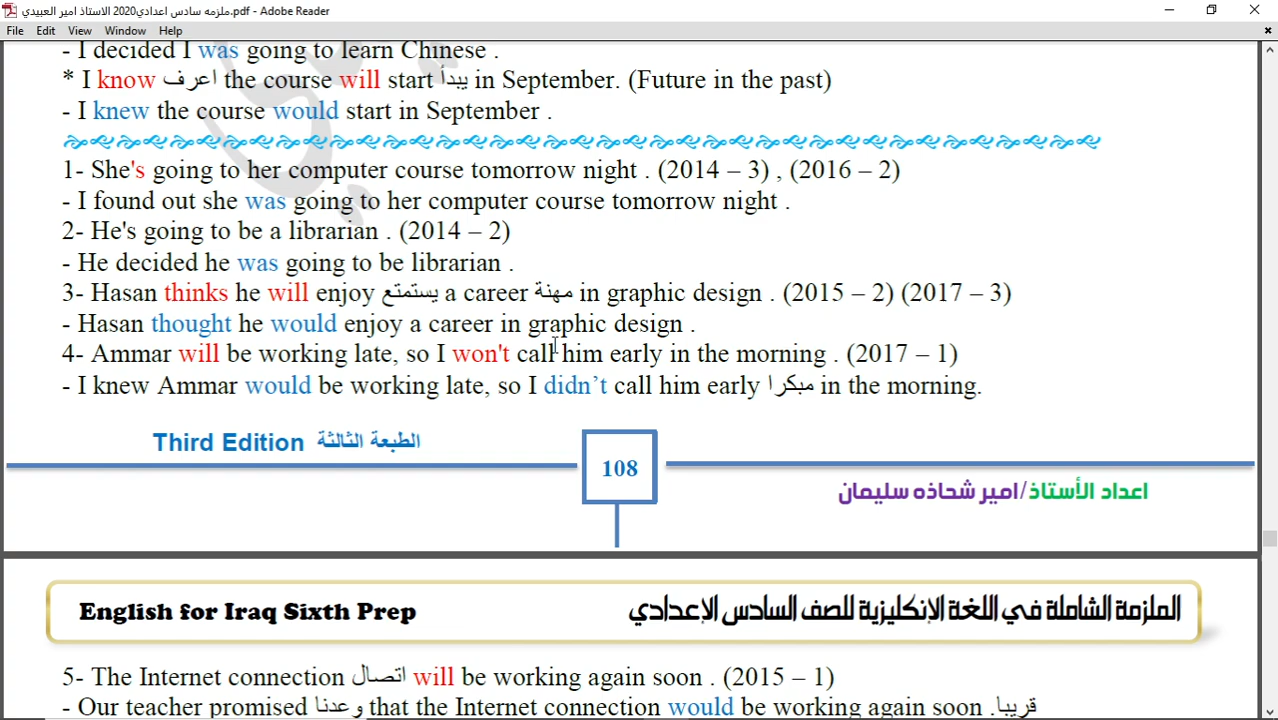 ملزمه سادس اعدادي2020 الاستاذ امير العبيدي.pdf - Adobe Reader
File Edit View Window Help
- I decided I was going to learn Chinese .
* I know اعرف the course will start يبدأ in September. (Future in the past)
- I knew the course would start in September .
1- She's going to her computer course tomorrow night . (2014 – 3) , (2016 – 2)
- I found out she was going to her computer course tomorrow night .
2- He's going to be a librarian . (2014 – 2)
- He decided he was going to be librarian .
3- Hasan thinks he will enjoy يستمتع a career مهنة in graphic design . (2015 – 2) (2017 – 3)
- Hasan thought he would enjoy a career in graphic design .
4- Ammar will be working late, so I won't call him early in the morning . (2017 – 1)
- I knew Ammar would be working late, so I didn’t call him early مبكرا in the morning.
Third Edition الطبعة الثالثة
108
اعداد الأستاذ/امير شحاذه سليمان
English for Iraq Sixth Prep
الملزمة الشاملة في اللغة الإنكليزية للصف السادس الإعدادي
5- The Internet connection اتصال will be working again soon . (2015 – 1)
- Our teacher promised وعدنا that the Internet connection would be working again soon .قريبا